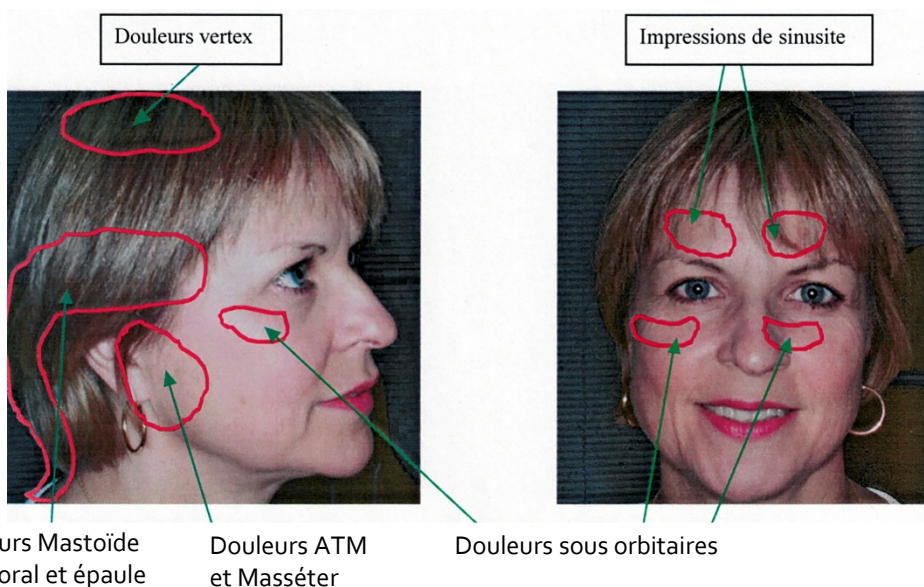 Douleurs vertex
Impressions de sinusite
urs Mastoïde
oral et épaule
Douleurs ATM
et Masséter
Douleurs sous orbitaires